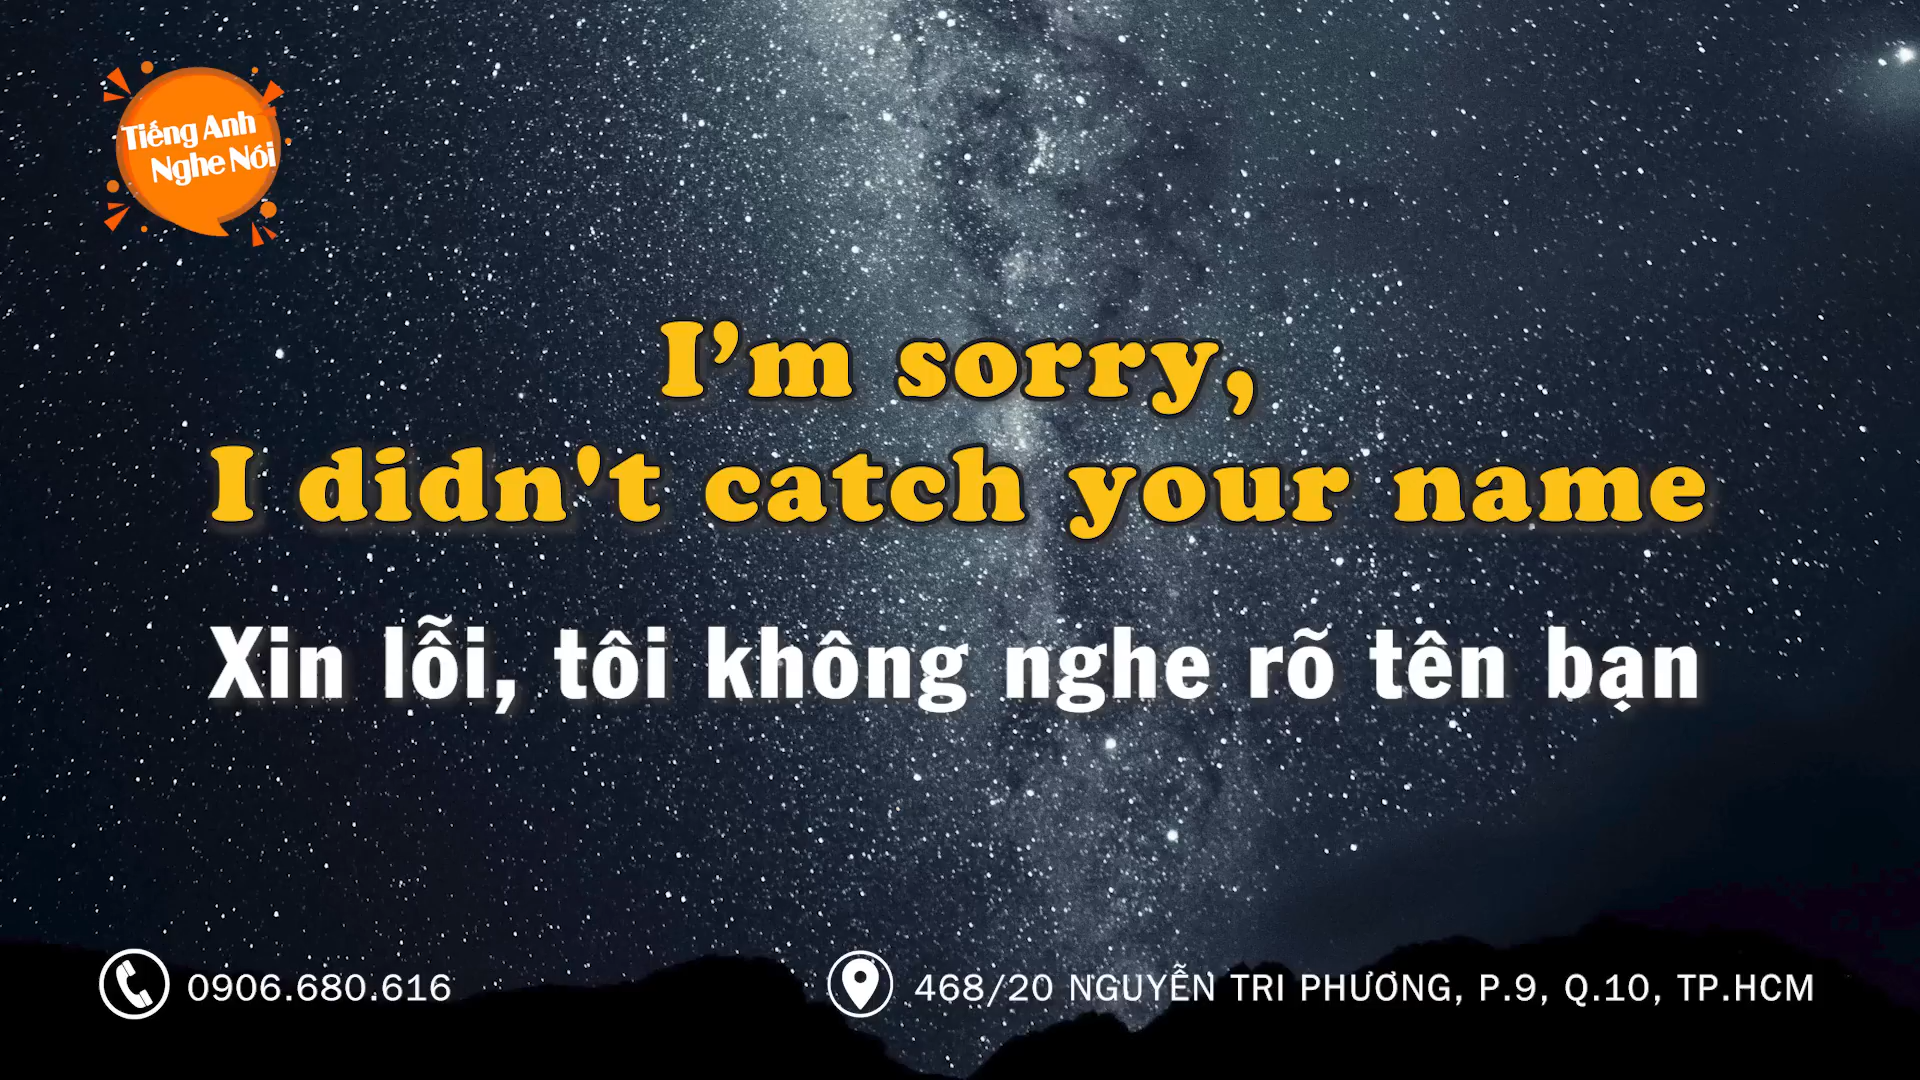 Tiếng Anh
Nghe Nói
I’m sorry,
I didn't catch your name
Xin lỗi, tôi không nghe rõ tên bạn
0906.680.616
468/20 NGUYỄN TRI PHƯƠNG, P.9, Q.10, TP.HCM